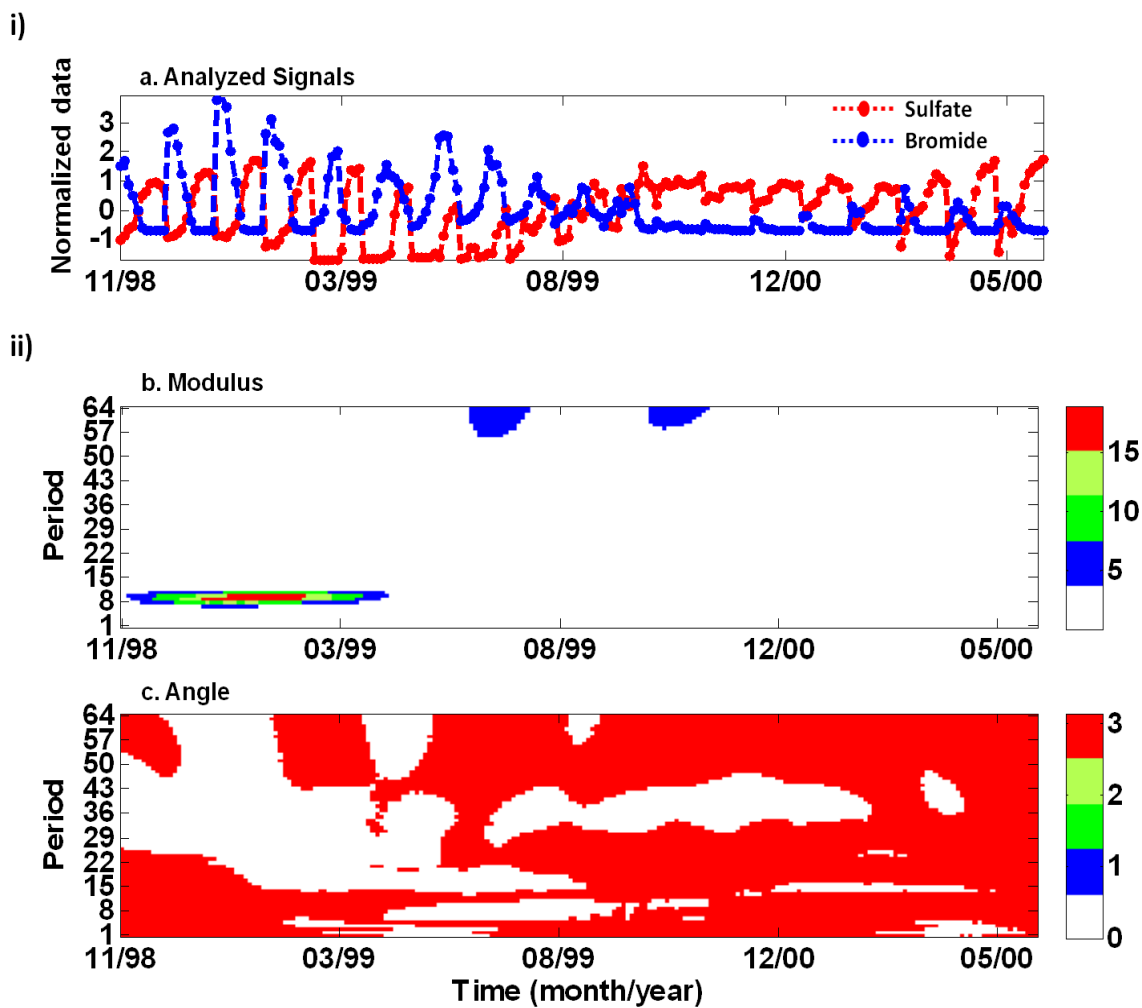 i)
a. Analyzed Signals
Normalized data
3
2
1
0
-1
Sulfate
Bromide
11/98 03/99 08/99 12/00 05/00
ii)
b. Modulus
Period
64
57
50
43
36
29
22
15
8
1
11/98 03/99 08/99 12/00 05/00
15
10
5
c. Angle
Period
64
57
50
43
36
29
22
15
8
1
11/98 03/99 08/99 12/00 05/00
Time (month/year)
3
2
1
0